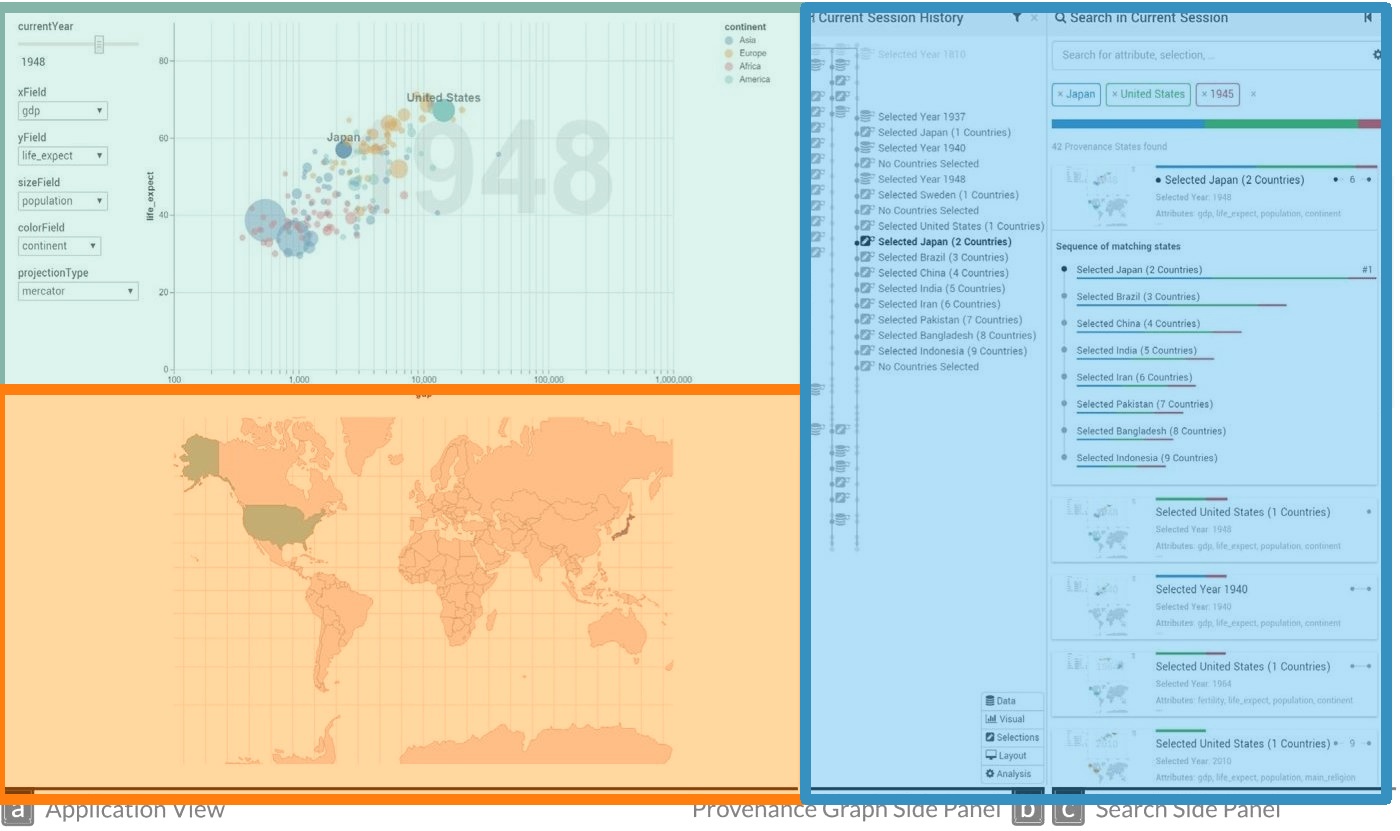 currentYear
1948
xField
gdp
yField
life_expect
sizeField
population
colorField
continent
projectionType
mercator
1948
United States
Japan
life_expect
80
60
40
20
0
100
1,000
10,000
100,000
1,000,000
gdp
continent
Asia
Europe
Africa
America
Current Session History
Selected Year 1810
Selected Year 1937
Selected Japan (1 Countries)
Selected Year 1940
No Countries Selected
Selected Year 1948
Selected Sweden (1 Countries)
No Countries Selected
Selected United States (1 Countries)
Selected Japan (2 Countries)
Selected Brazil (3 Countries)
Selected China (4 Countries)
Selected India (5 Countries)
Selected Iran (6 Countries)
Selected Pakistan (7 Countries)
Selected Bangladesh (8 Countries)
Selected Indonesia (9 Countries)
No Countries Selected
Data
Visual
Selections
Layout
Analysis
Search in Current Session
Search for attribute, selection, ...
× Japan × United States × 1945 ×
42 Provenance States found
Selected Japan (2 Countries) 6
Selected Year: 1948
Attributes: gdp, life_expect, population, continent
Sequence of matching states
Selected Japan (2 Countries) #1
Selected Brazil (3 Countries)
Selected China (4 Countries)
Selected India (5 Countries)
Selected Iran (6 Countries)
Selected Pakistan (7 Countries)
Selected Bangladesh (8 Countries)
Selected Indonesia (9 Countries)
Selected United States (1 Countries)
Selected Year: 1948
Attributes: gdp, life_expect, population, continent
Selected Year 1940
Selected Year: 1940
Attributes: gdp, life_expect, population, continent
Selected United States (1 Countries)
Selected Year: 1964
Attributes: fertility, life_expect, population, continent
Selected United States (1 Countries) 9
Selected Year: 2010
Attributes: gdp, life_expect, population, main_religion
a Application View
Provenance Graph Side Panel b
c Search Side Panel